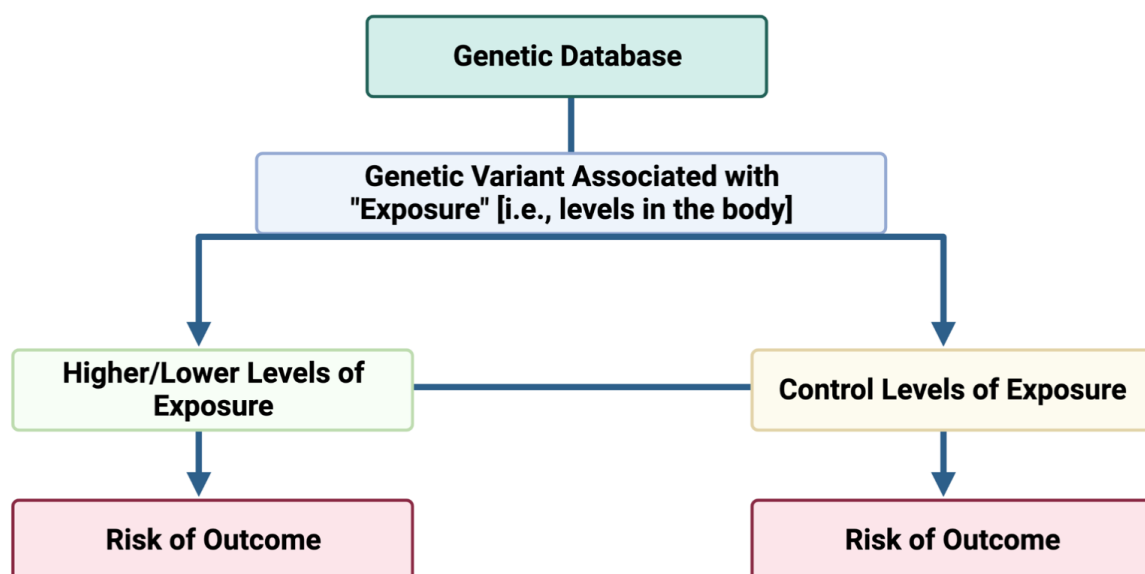 Genetic Database
Genetic Variant Associated with
"Exposure" [i.e., levels in the body]
Higher/Lower Levels of
Exposure
Control Levels of Exposure
Risk of Outcome
Risk of Outcome